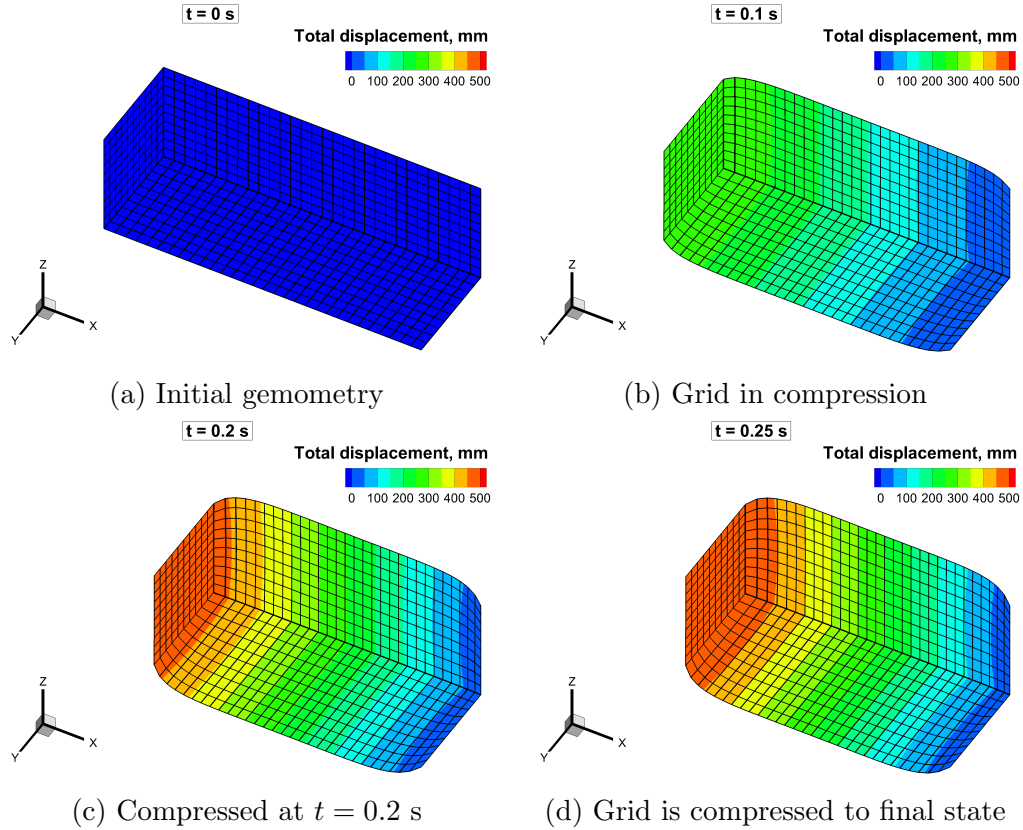 t = 0 s
Total displacement, mm
0 100 200 300 400 500
Z
X
Y
(a) Initial gemometry
t = 0.1 s
Total displacement, mm
0 100 200 300 400 500
Z
X
Y
(b) Grid in compression
t = 0.2 s
Total displacement, mm
0 100 200 300 400 500
Z
X
Y
(c) Compressed at t = 0.2 s
t = 0.25 s
Total displacement, mm
0 100 200 300 400 500
Z
X
Y
(d) Grid is compressed to final state